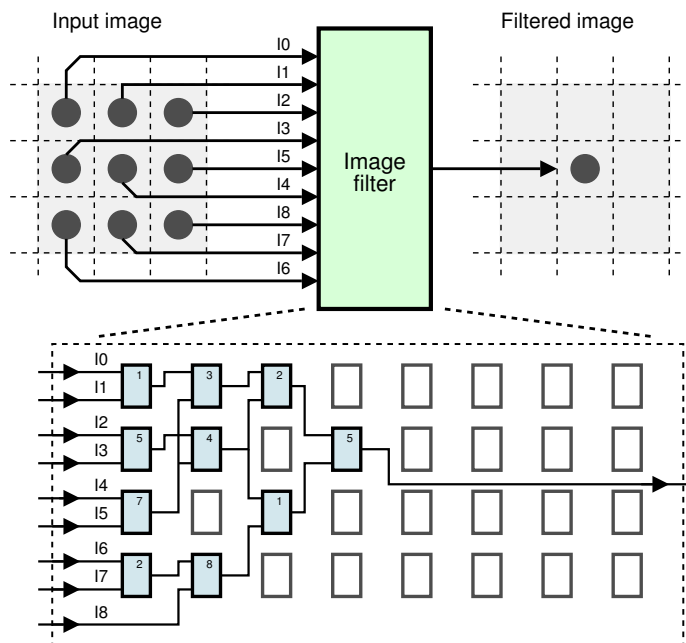 Input image
Filtered image
I0
I1
I2
I3
I5
I4
I8
I7
I6
Image
filter
I0
I1
I2
I3
I4
I5
I6
I7
I8
1
3
2
5
4
5
7
1
2
8